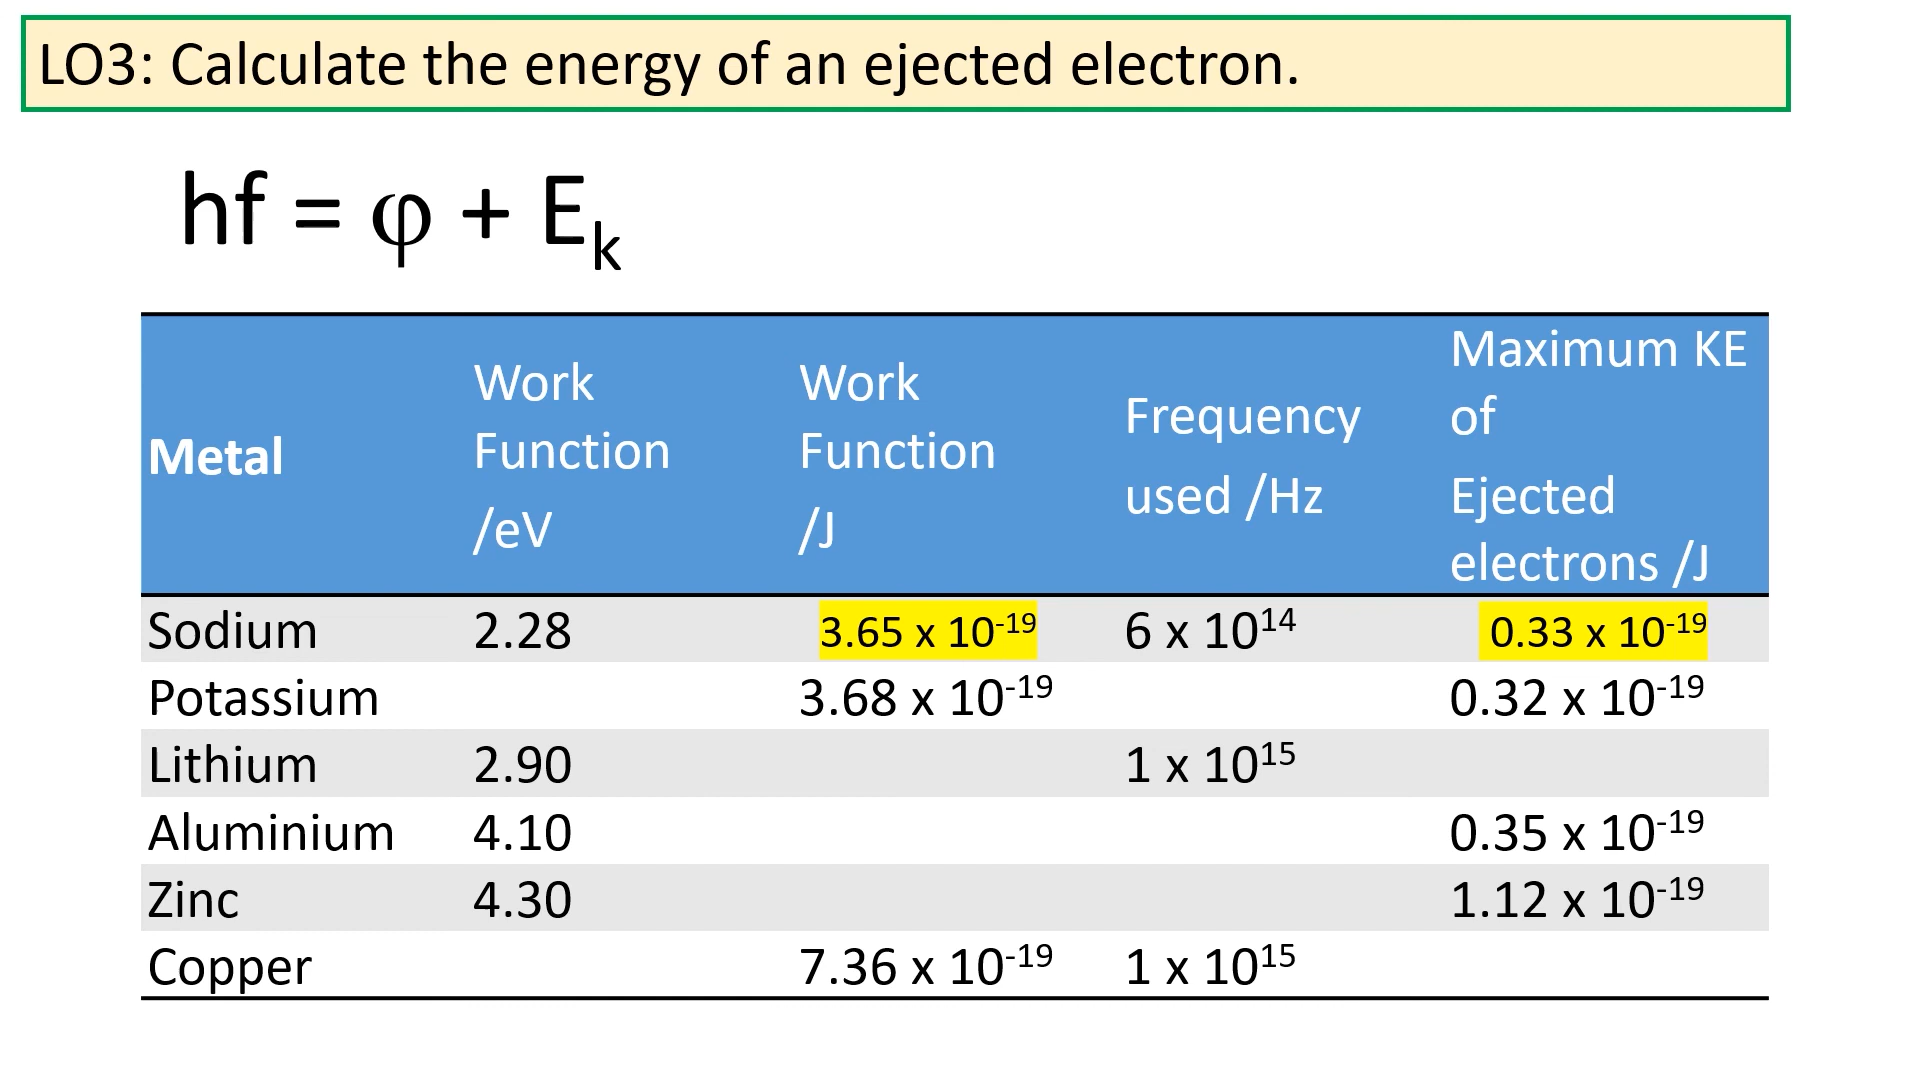 LO3: Calculate the energy of an ejected electron.
hf = φ + Eₖ
Metal
Work
Function
/eV
Work
Function
/J
Frequency
used /Hz
Maximum KE
of
Ejected
electrons /J
Sodium 2.28 3.65 x 10⁻¹⁹ 6 x 10¹⁴ 0.33 x 10⁻¹⁹
Potassium 3.68 x 10⁻¹⁹ 0.32 x 10⁻¹⁹
Lithium 2.90 1 x 10¹⁵
Aluminium 4.10 0.35 x 10⁻¹⁹
Zinc 4.30 1.12 x 10⁻¹⁹
Copper 7.36 x 10⁻¹⁹ 1 x 10¹⁵